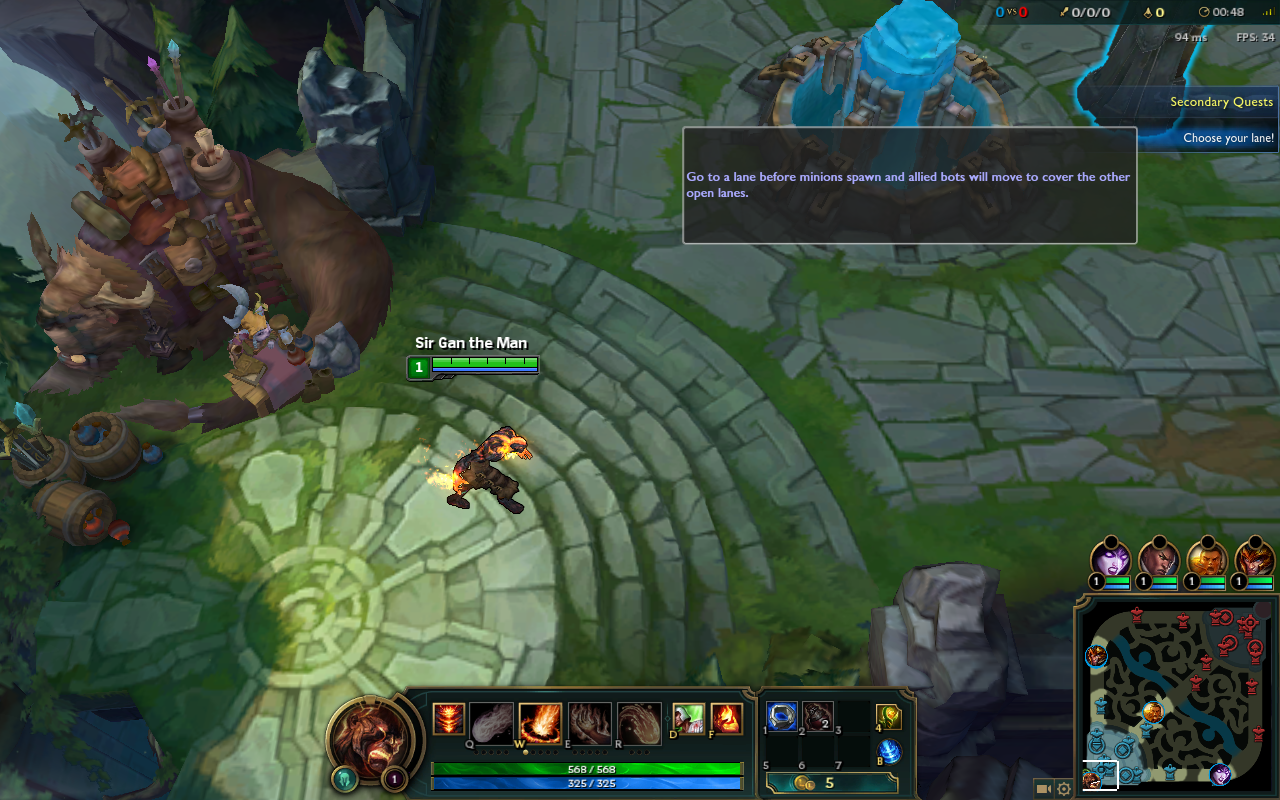 0 vs 0 0/0/0 0 00:48
94 ms FPS: 34
Secondary Quests
Choose your lane!
Go to a lane before minions spawn and allied bots will move to cover the other
open lanes.
Sir Gan the Man
1
1 1 1 1
Q W E R D F
1 2 2 3 4
5 6 7 B
568 / 568
325 / 325
1
5